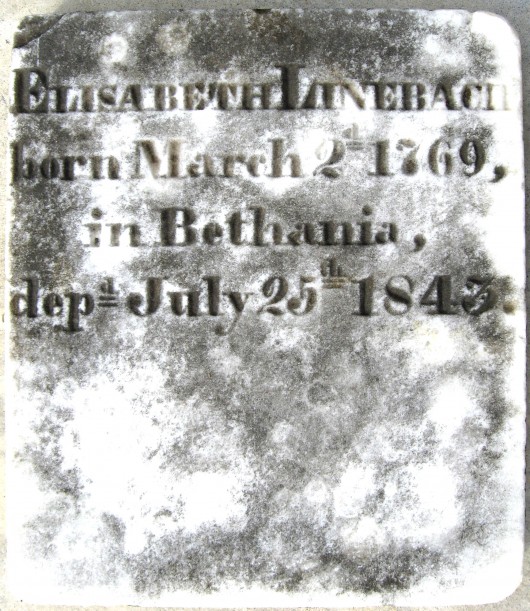 ELISABETH LINEBACH
born March 2d 1769,
in Bethania,
depd July 25th 1843.